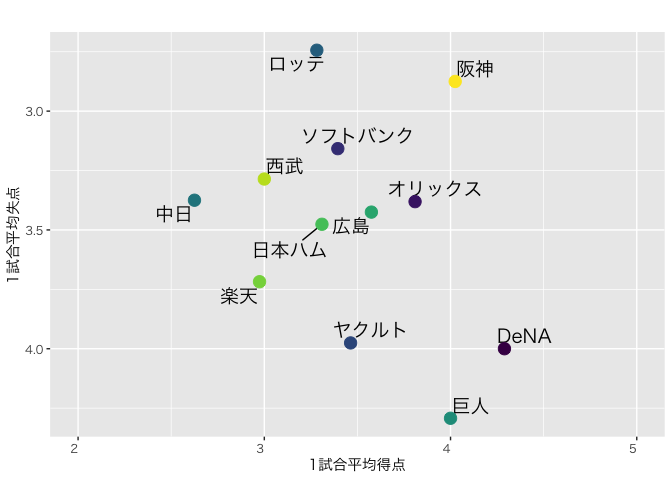 ロッテ
阪神
3.0
ソフトバンク
西武
オリックス
中日
広島
3.5
日本ハム
楽天
ヤクルト
DeNA
4.0
巨人
2
3
4
5
1試合平均得点
1試合平均失点